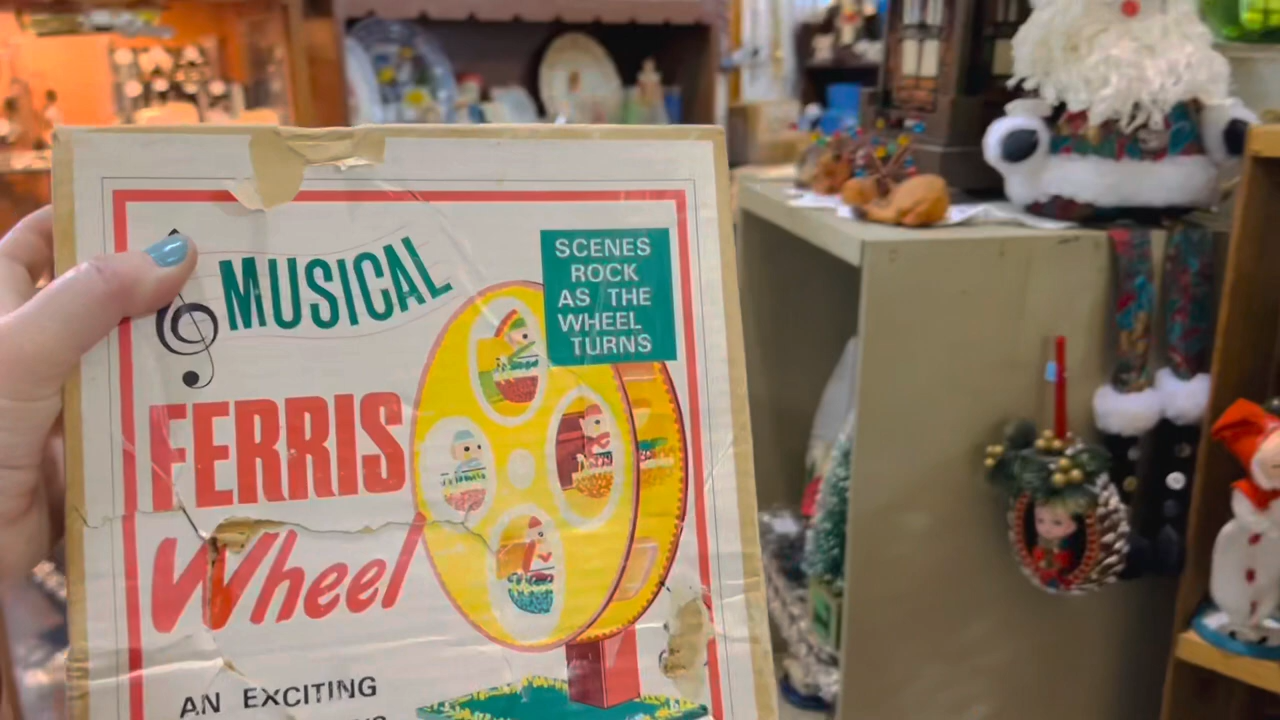 MUSICAL
FERRIS
Wheel
SCENES
ROCK
AS THE
WHEEL
TURNS
AN EXCITING